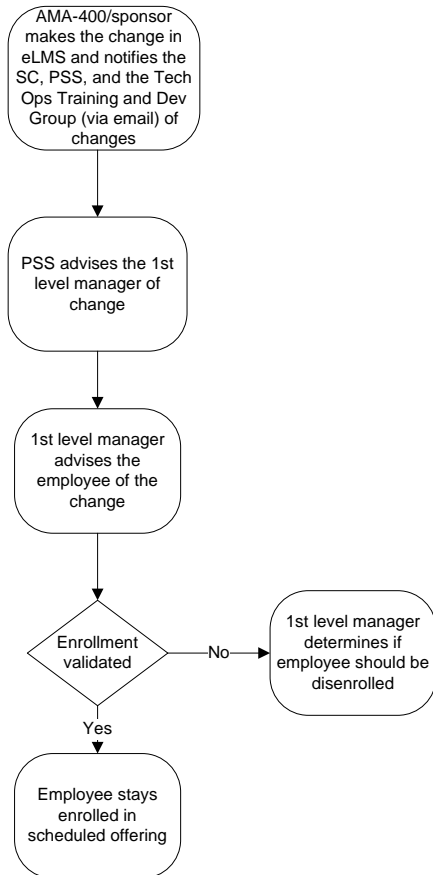 AMA-400/sponsor
makes the change in
eLMS and notifies the
SC, PSS, and the Tech
Ops Training and Dev
Group (via email) of
changes
PSS advises the 1st
level manager of
change
1st level manager
advises the
employee of the
change
Enrollment
validated
No
1st level manager
determines if
employee should be
disenrolled
Yes
Employee stays
enrolled in
scheduled offering